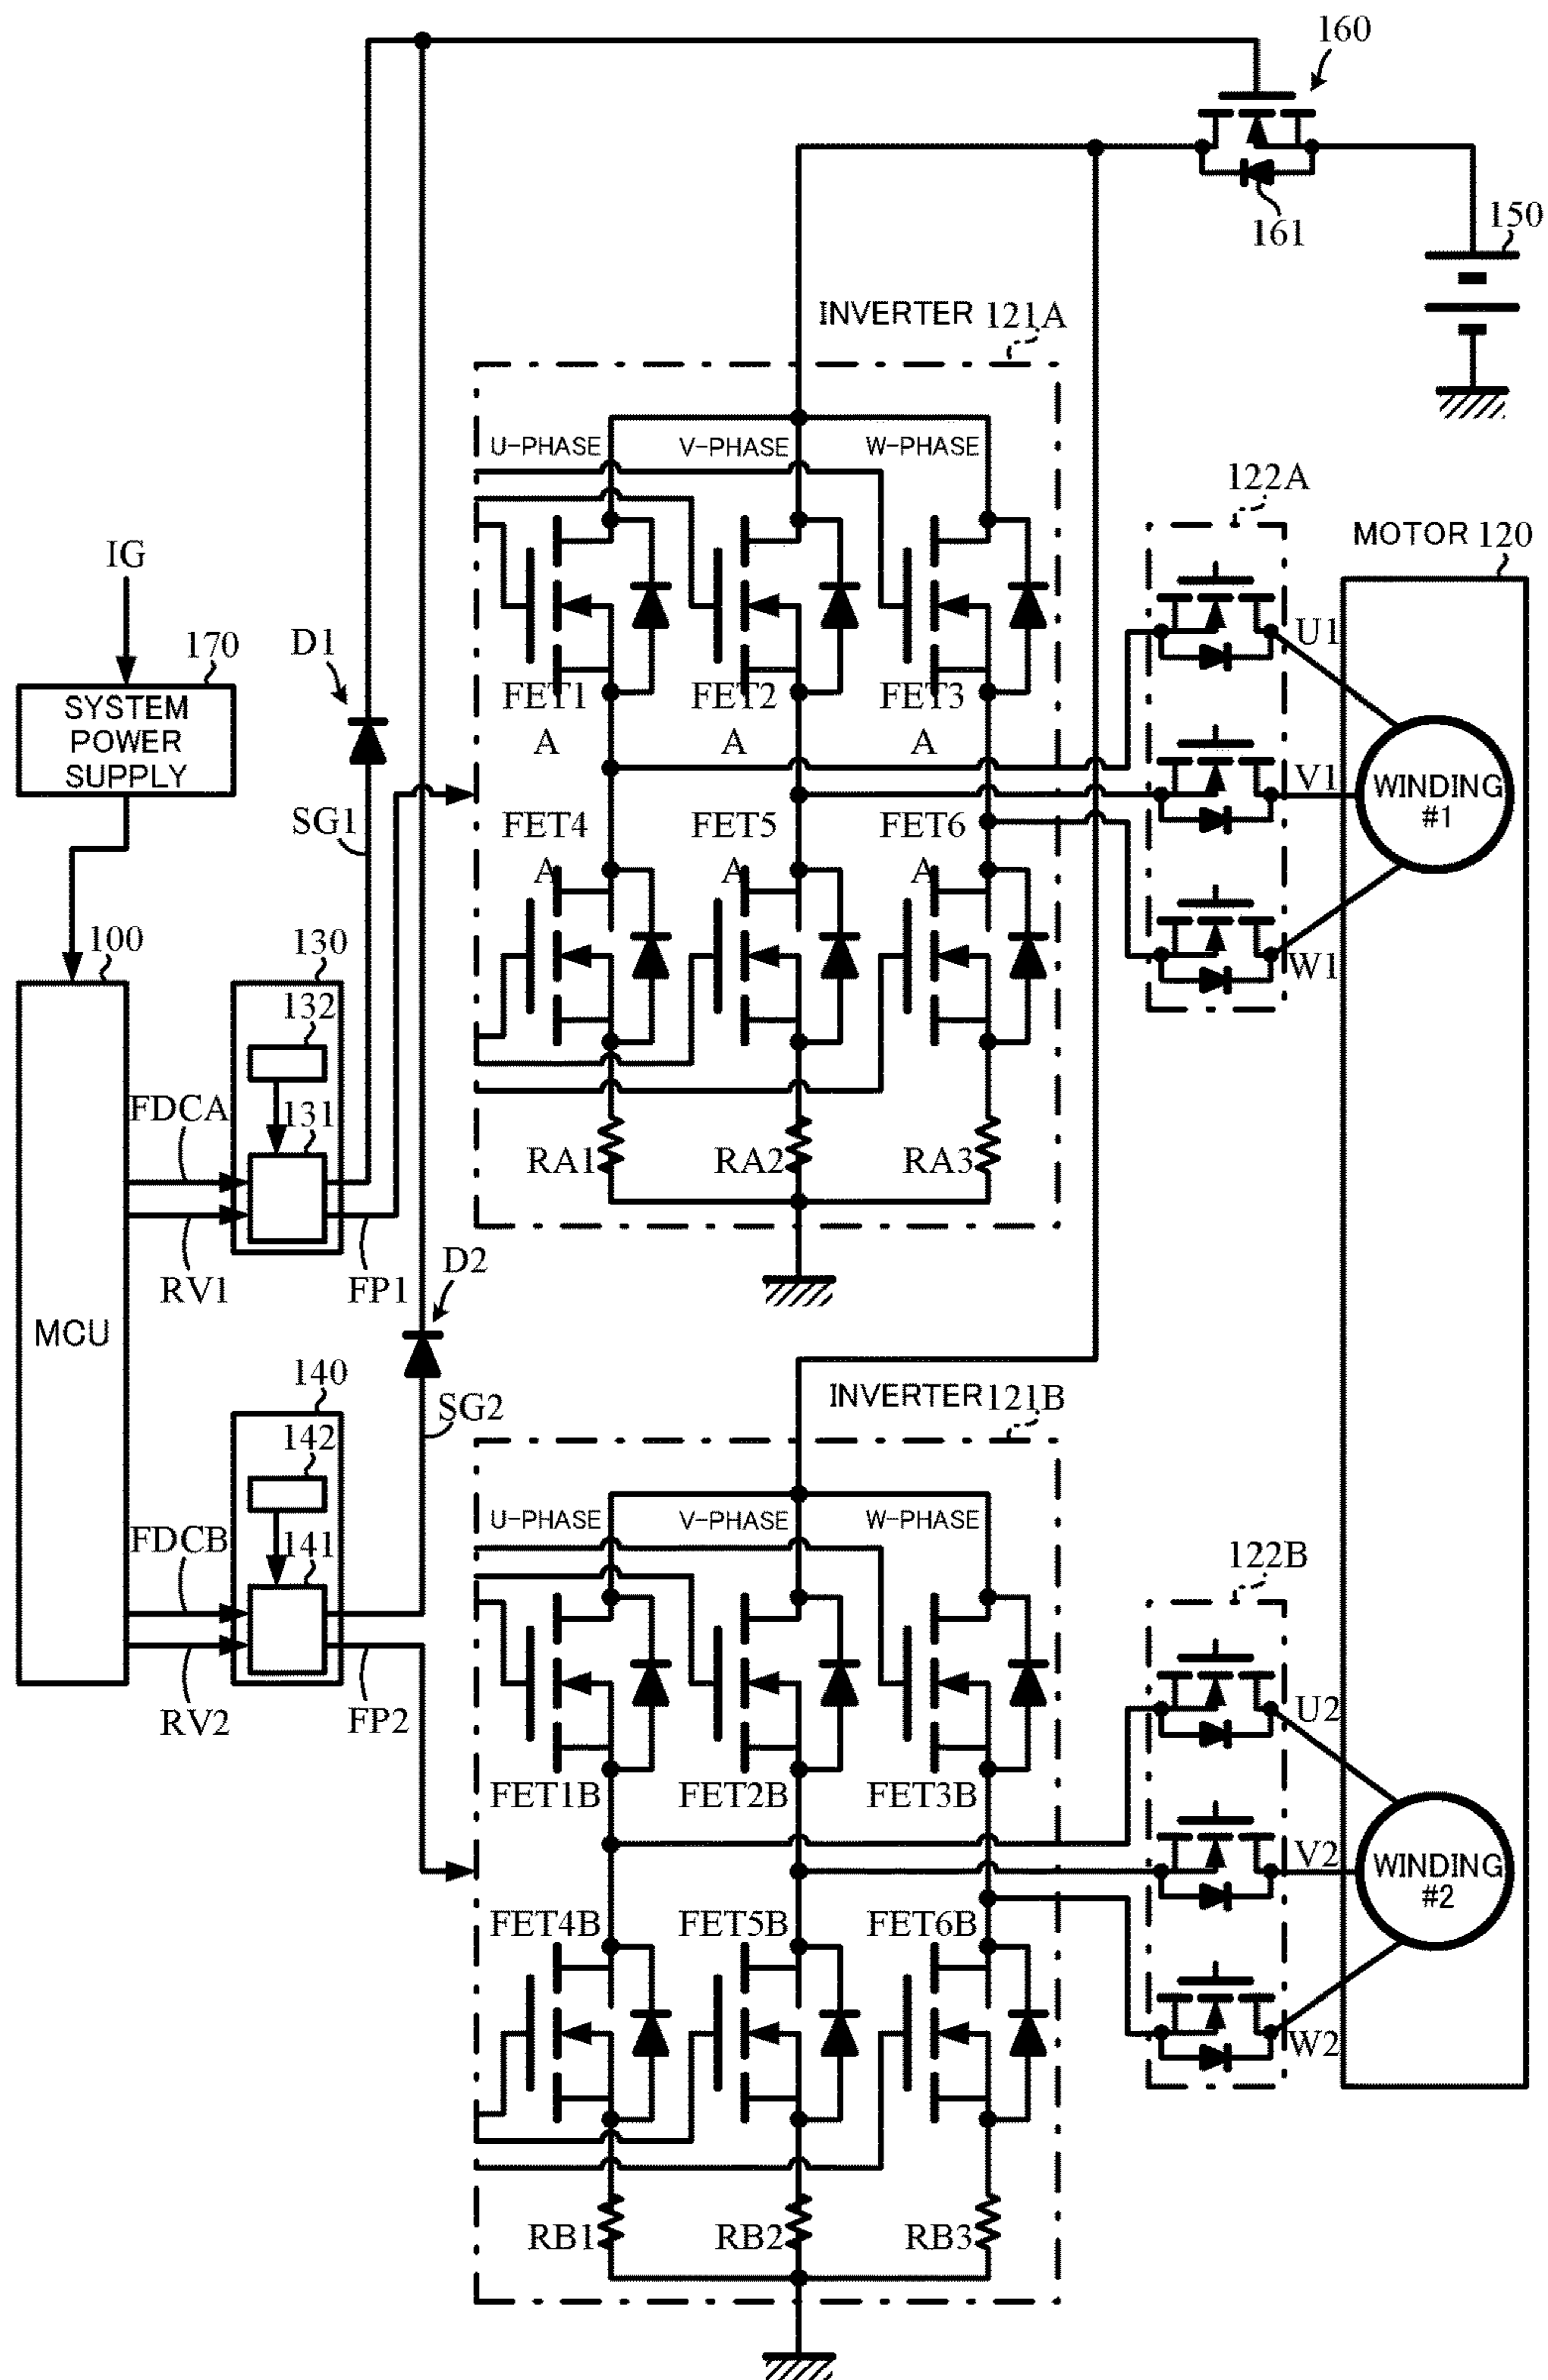 160
161
150
INVERTER 121A
U-PHASE V-PHASE W-PHASE
122A
MOTOR 120
IG
D1
170
SYSTEM
POWER
SUPPLY
SG1
FET1
A
FET2
A
FET3
A
U1
V1
W1
WINDING
#1
FET4
A
FET5
A
FET6
A
100
130
132
131
FDCA
RV1
FP1
RA1 RA2 RA3
D2
MCU
140
SG2
142
141
FDCB
RV2
FP2
INVERTER 121B
U-PHASE V-PHASE W-PHASE
122B
FET1B FET2B FET3B
U2
V2
W2
WINDING
#2
FET4B FET5B FET6B
RB1 RB2 RB3